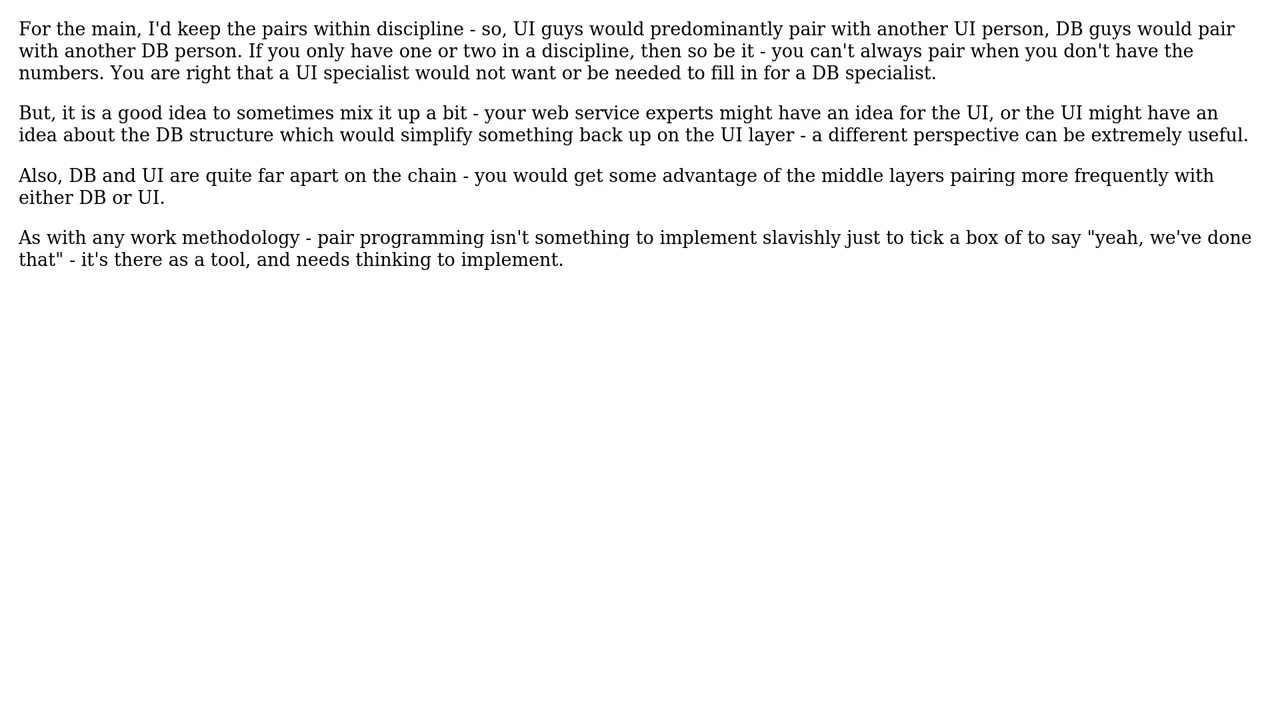 For the main, I'd keep the pairs within discipline - so, UI guys would predominantly pair with another UI person, DB guys would pair
with another DB person. If you only have one or two in a discipline, then so be it - you can't always pair when you don't have the
numbers. You are right that a UI specialist would not want or be needed to fill in for a DB specialist.
But, it is a good idea to sometimes mix it up a bit - your web service experts might have an idea for the UI, or the UI might have an
idea about the DB structure which would simplify something back up on the UI layer - a different perspective can be extremely useful.
Also, DB and UI are quite far apart on the chain - you would get some advantage of the middle layers pairing more frequently with
either DB or UI.
As with any work methodology - pair programming isn't something to implement slavishly just to tick a box of to say "yeah, we've done
that" - it's there as a tool, and needs thinking to implement.